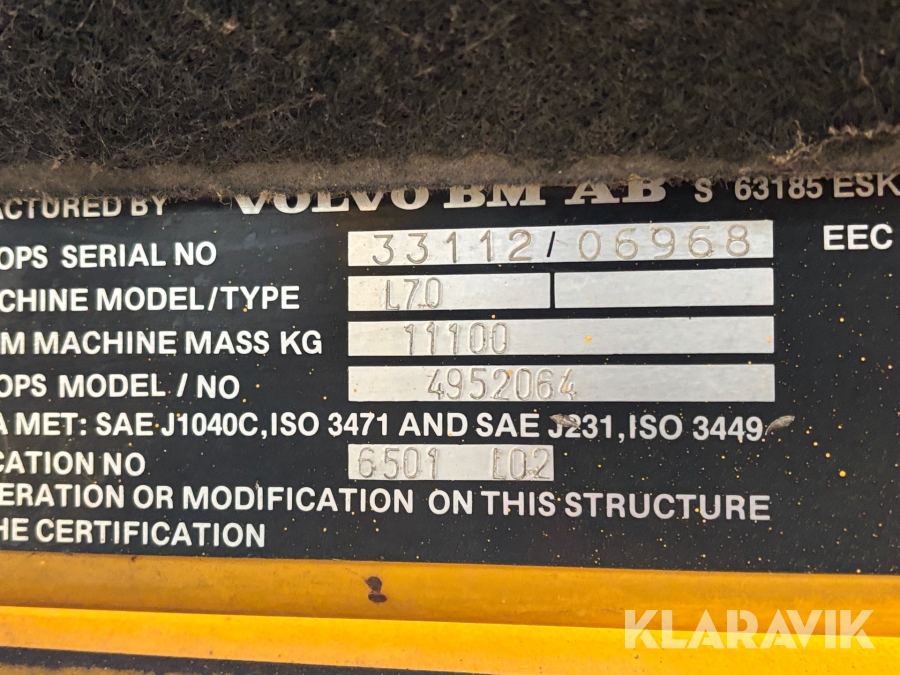 ACTURED BY VOLVO BM AB S 63185 ESK
OPS SERIAL NO 33112/06968 EEC
CHINE MODEL/TYPE L70
M MACHINE MASS KG 11100
OPS MODEL/NO 4952064
A MET: SAE J1040C, ISO 3471 AND SAE J231, ISO 3449
CATION NO 6501 L02
ERATION OR MODIFICATION ON THIS STRUCTURE
HE CERTIFICATION
KLARAVIK